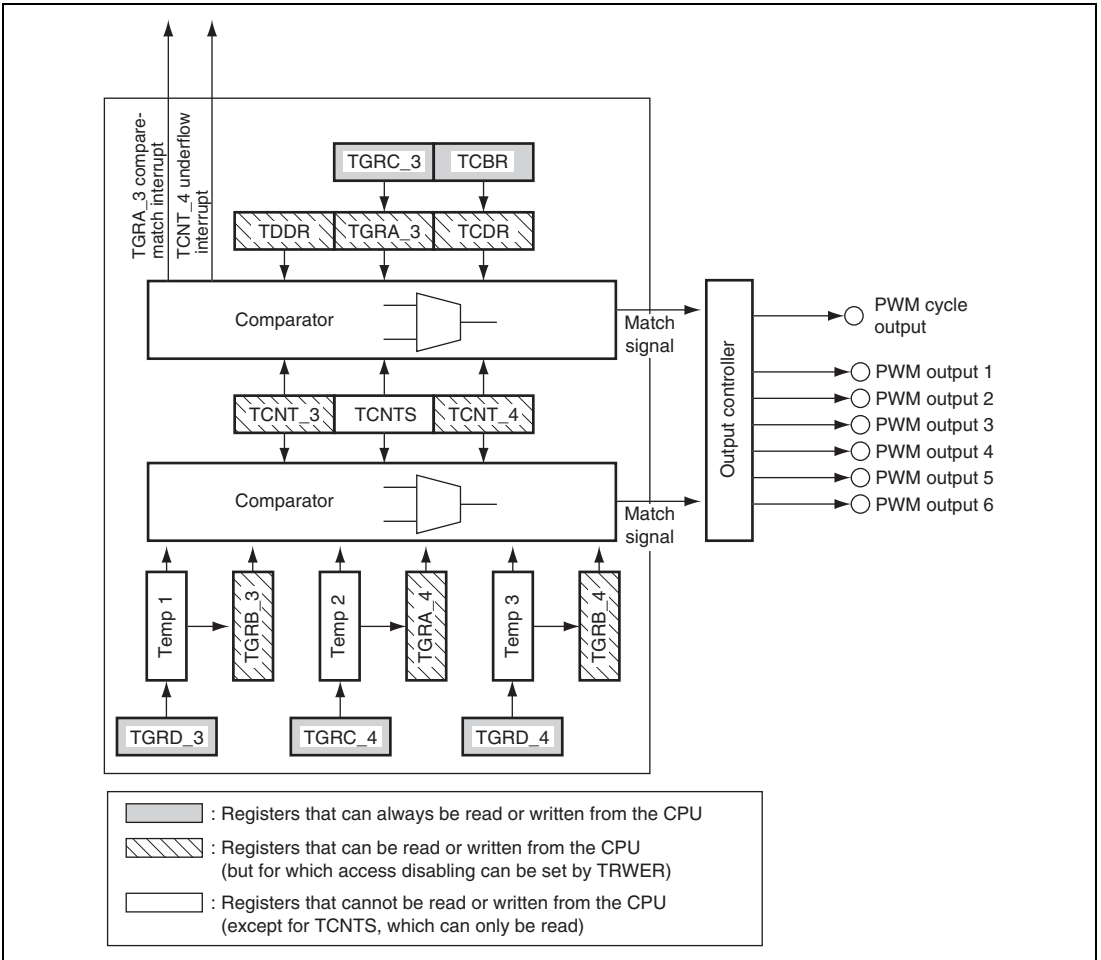 TGRA_3 compare-
match interrupt
TCNT_4 underflow
interrupt
TGRC_3
TCBR
TDDR
TGRA_3
TCDR
Comparator
Match
signal
Output controller
PWM cycle
output
PWM output 1
PWM output 2
PWM output 3
PWM output 4
PWM output 5
PWM output 6
TCNT_3
TCNTS
TCNT_4
Comparator
Match
signal
Temp 1
TGRB_3
Temp 2
TGRA_4
Temp 3
TGRB_4
TGRD_3
TGRC_4
TGRD_4
: Registers that can always be read or written from the CPU
: Registers that can be read or written from the CPU
(but for which access disabling can be set by TRWER)
: Registers that cannot be read or written from the CPU
(except for TCNTS, which can only be read)